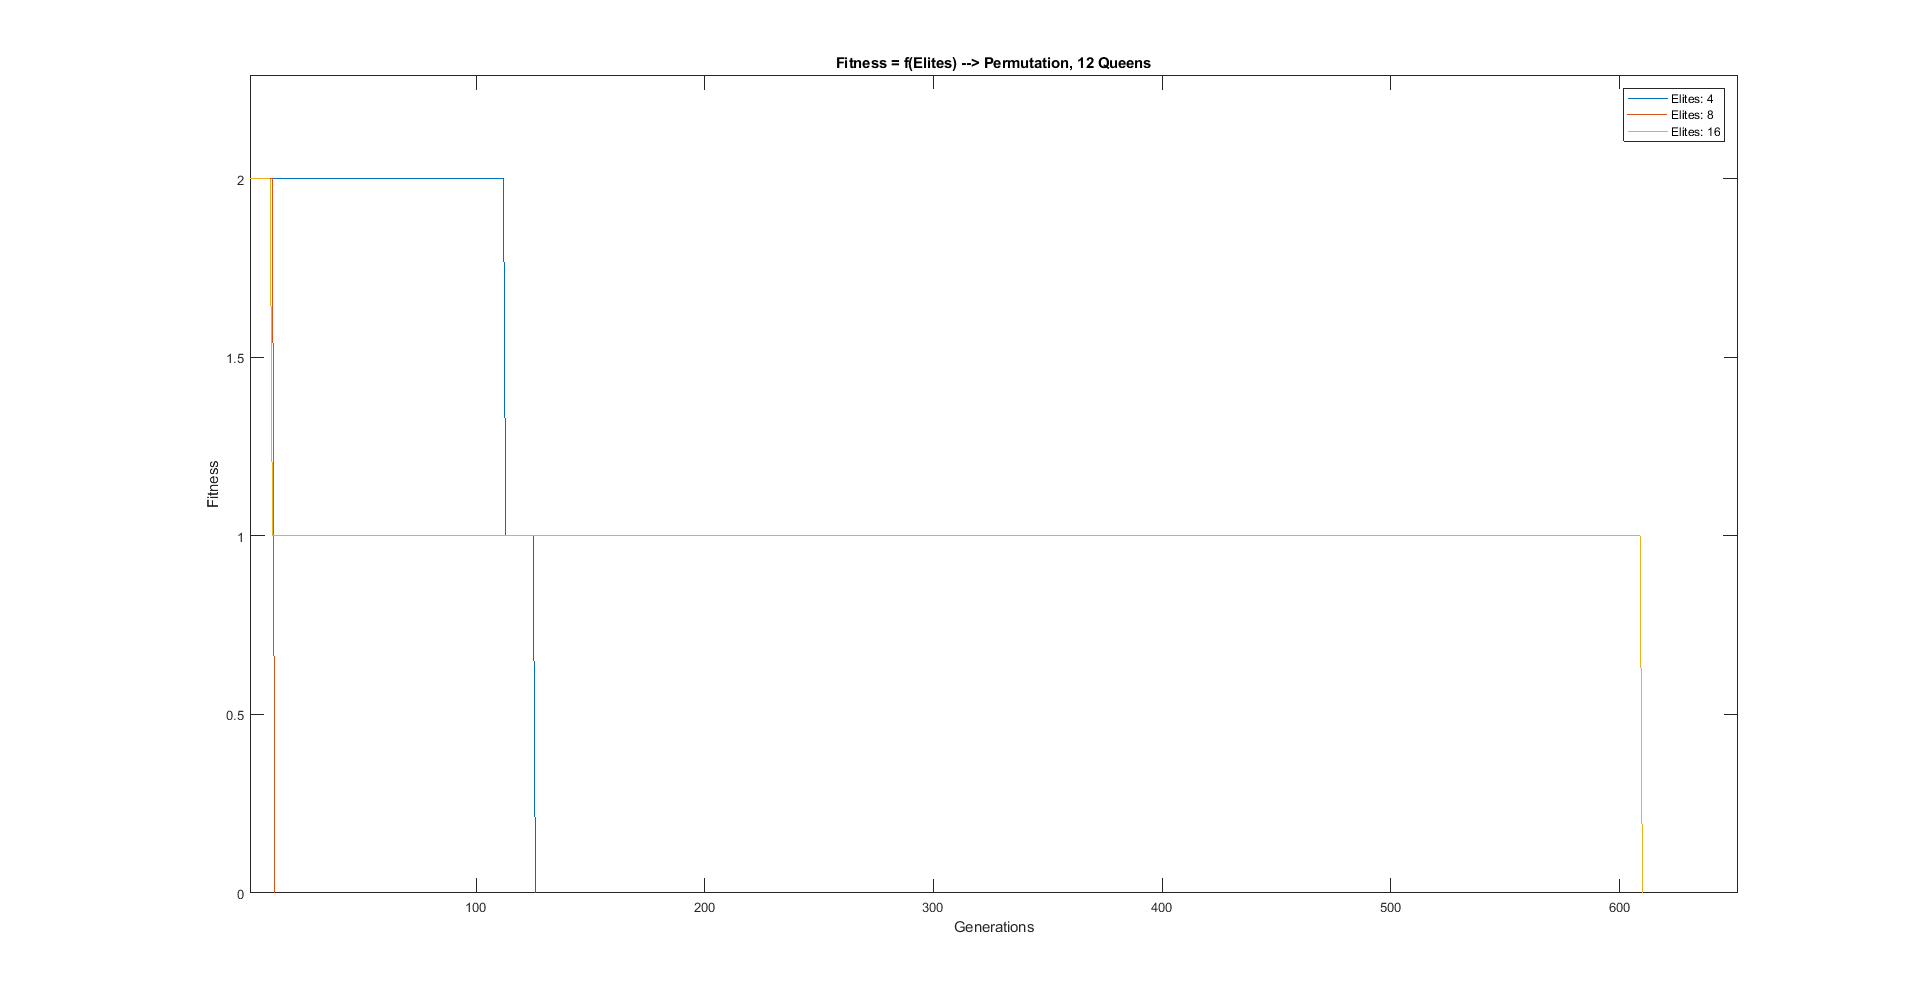 Fitness = f(Elites) --> Permutation, 12 Queens
Elites: 4
Elites: 8
Elites: 16
2
1.5
1
0.5
0
Fitness
100
200
300
400
500
600
Generations